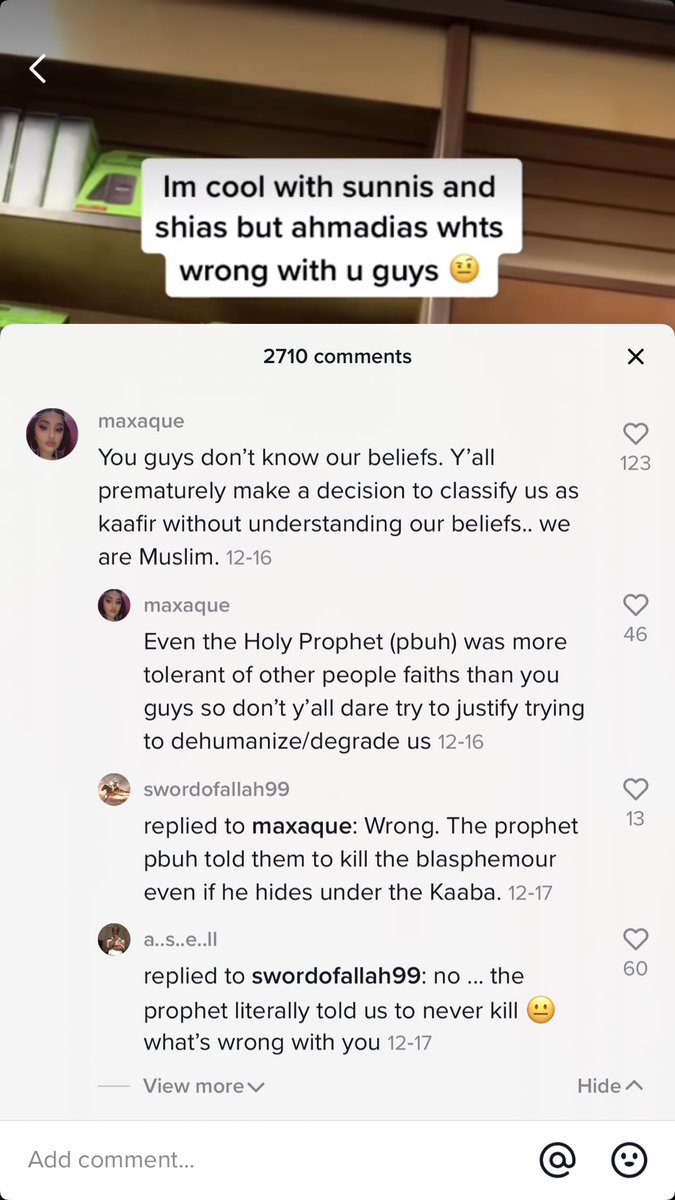 Im cool with sunnis and
shias but ahmadias whts
wrong with u guys 🤨
2710 comments
maxaque
You guys don’t know our beliefs. Y’all
prematurely make a decision to classify us as
kaafir without understanding our beliefs.. we
are Muslim. 12-16
123
maxaque
Even the Holy Prophet (pbuh) was more
tolerant of other people faiths than you
guys so don’t y’all dare try to justify trying
to dehumanize/degrade us 12-16
46
swordofallah99
replied to maxaque: Wrong. The prophet
pbuh told them to kill the blasphemour
even if he hides under the Kaaba. 12-17
13
a..s..e..ll
replied to swordofallah99: no ... the
prophet literally told us to never kill 😐
what’s wrong with you 12-17
60
View more
Hide
Add comment...